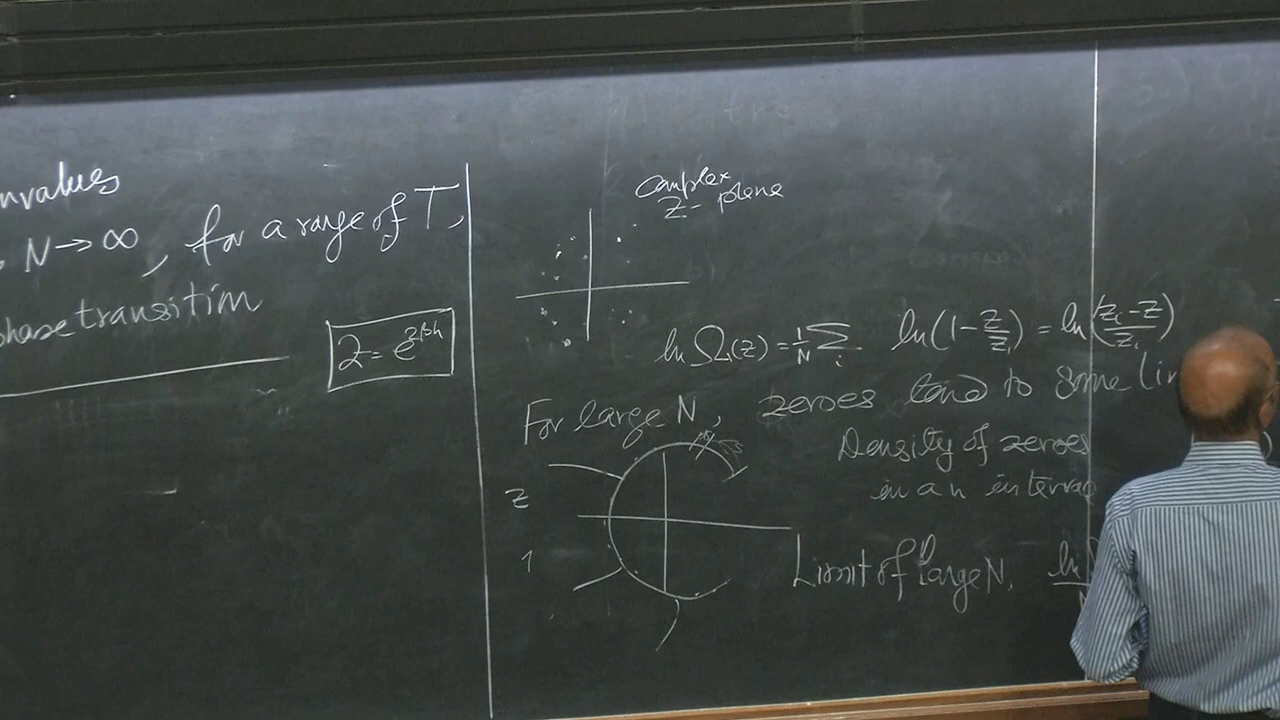 nvalues
N → ∞, for a range of T,
phase transition
z = e^{2βh}
complex
z - plane
ln Ω(z) = 1/N Σ_i ln(1 - z/z_i) = ln (z_i - z)/z_i
For large N, zeroes tend to some lin
Density of zeroes
in an interval
z
1
Limit of large N, ln
N